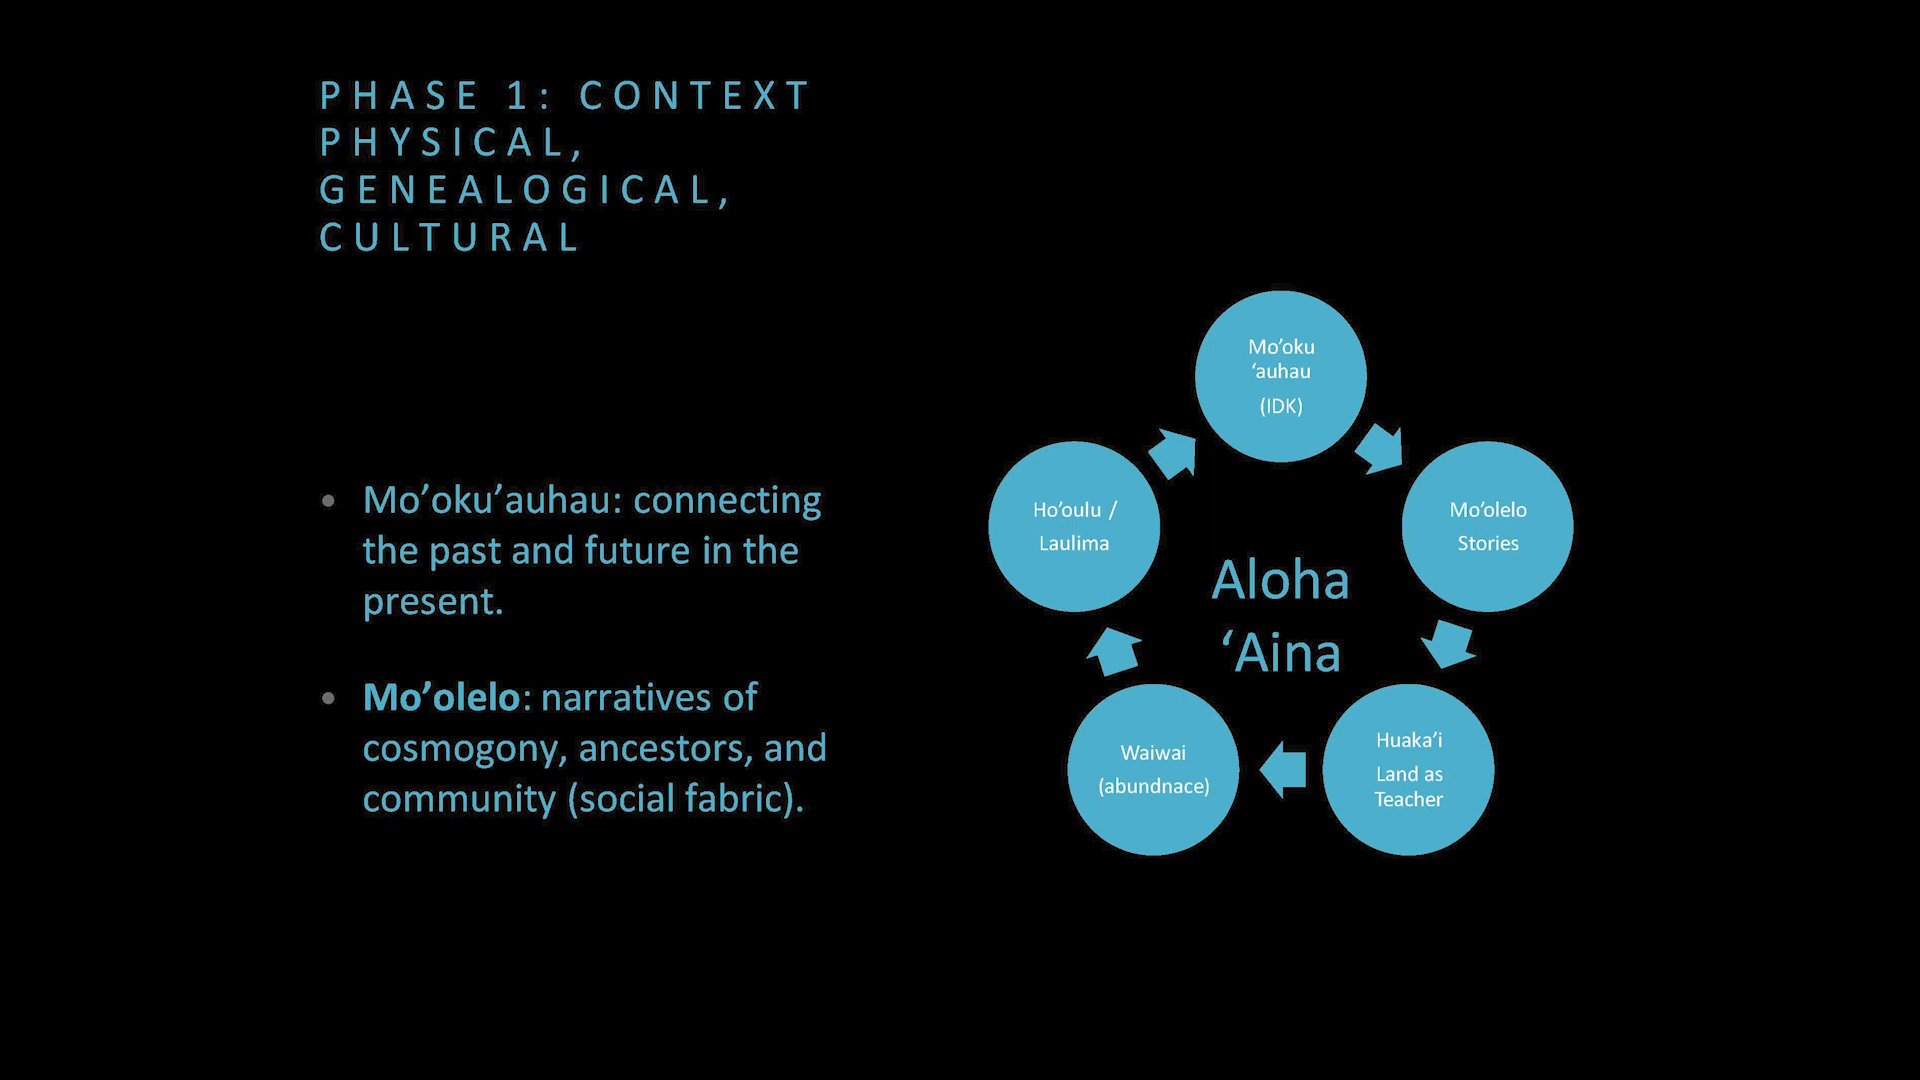 PHASE 1: CONTEXT
PHYSICAL,
GENEALOGICAL,
CULTURAL
• Mo’oku’auhau: connecting
the past and future in the
present.
• Mo’olelo: narratives of
cosmogony, ancestors, and
community (social fabric).
Mo’oku
‘auhau
(IDK)
Mo’olelo
Stories
Huaka’i
Land as
Teacher
Waiwai
(abundnace)
Ho’oulu /
Laulima
Aloha
‘Aina